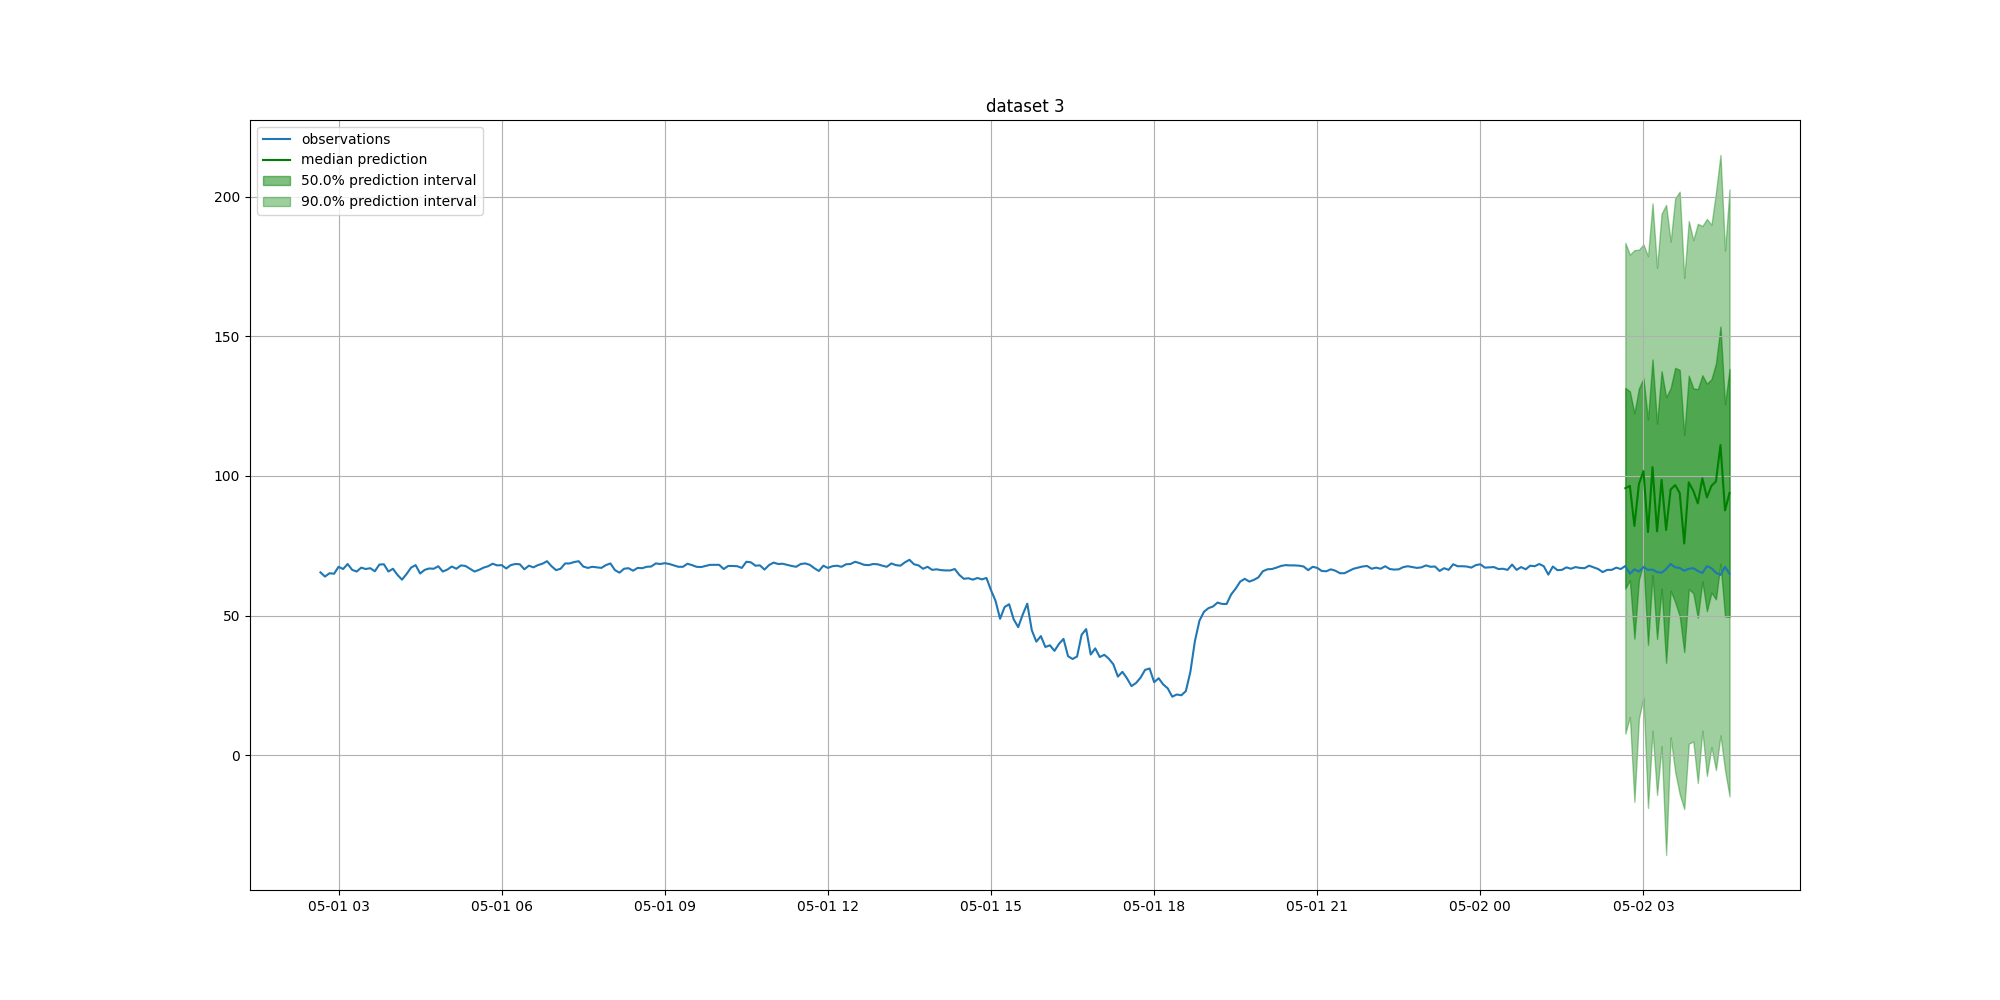 dataset 3
observations
median prediction
50.0% prediction interval
90.0% prediction interval
200
150
100
50
0
05-01 03
05-01 06
05-01 09
05-01 12
05-01 15
05-01 18
05-01 21
05-02 00
05-02 03